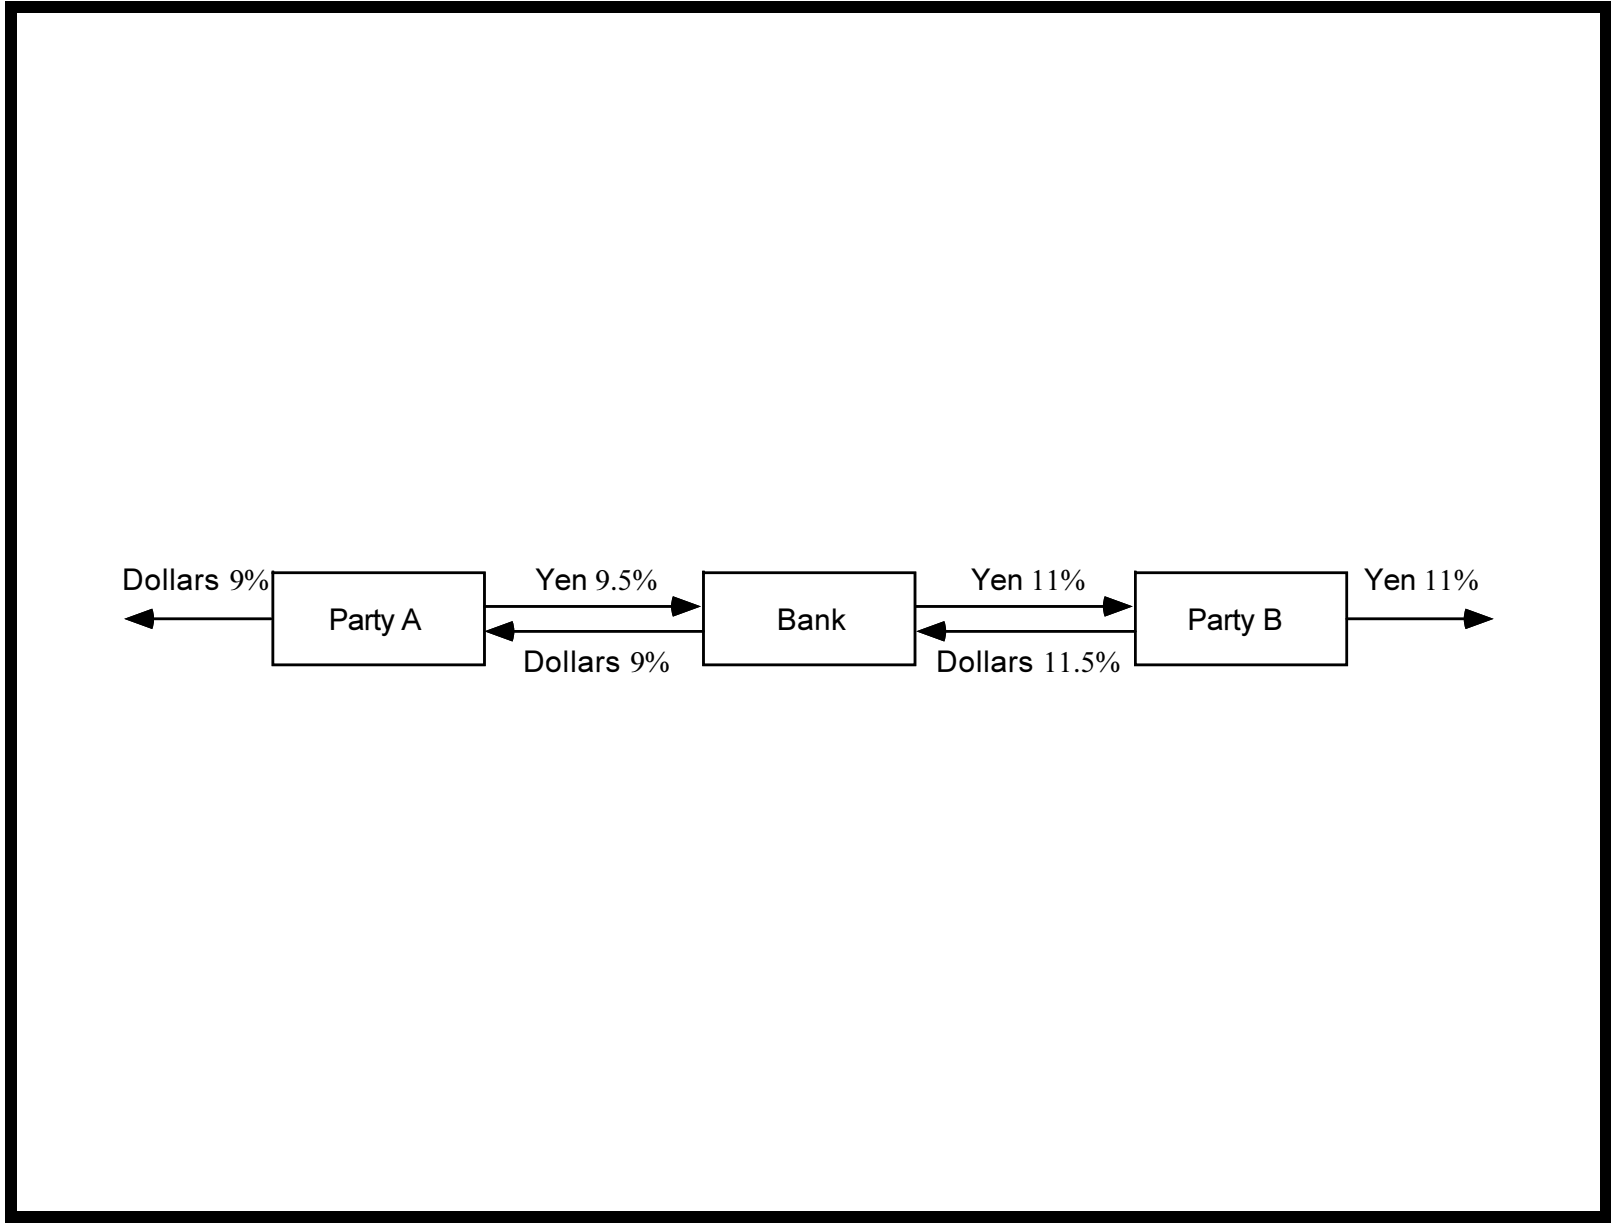 Dollars 9%
Yen 9.5%
Yen 11%
Yen 11%
Party A
Bank
Party B
Dollars 9%
Dollars 11.5%